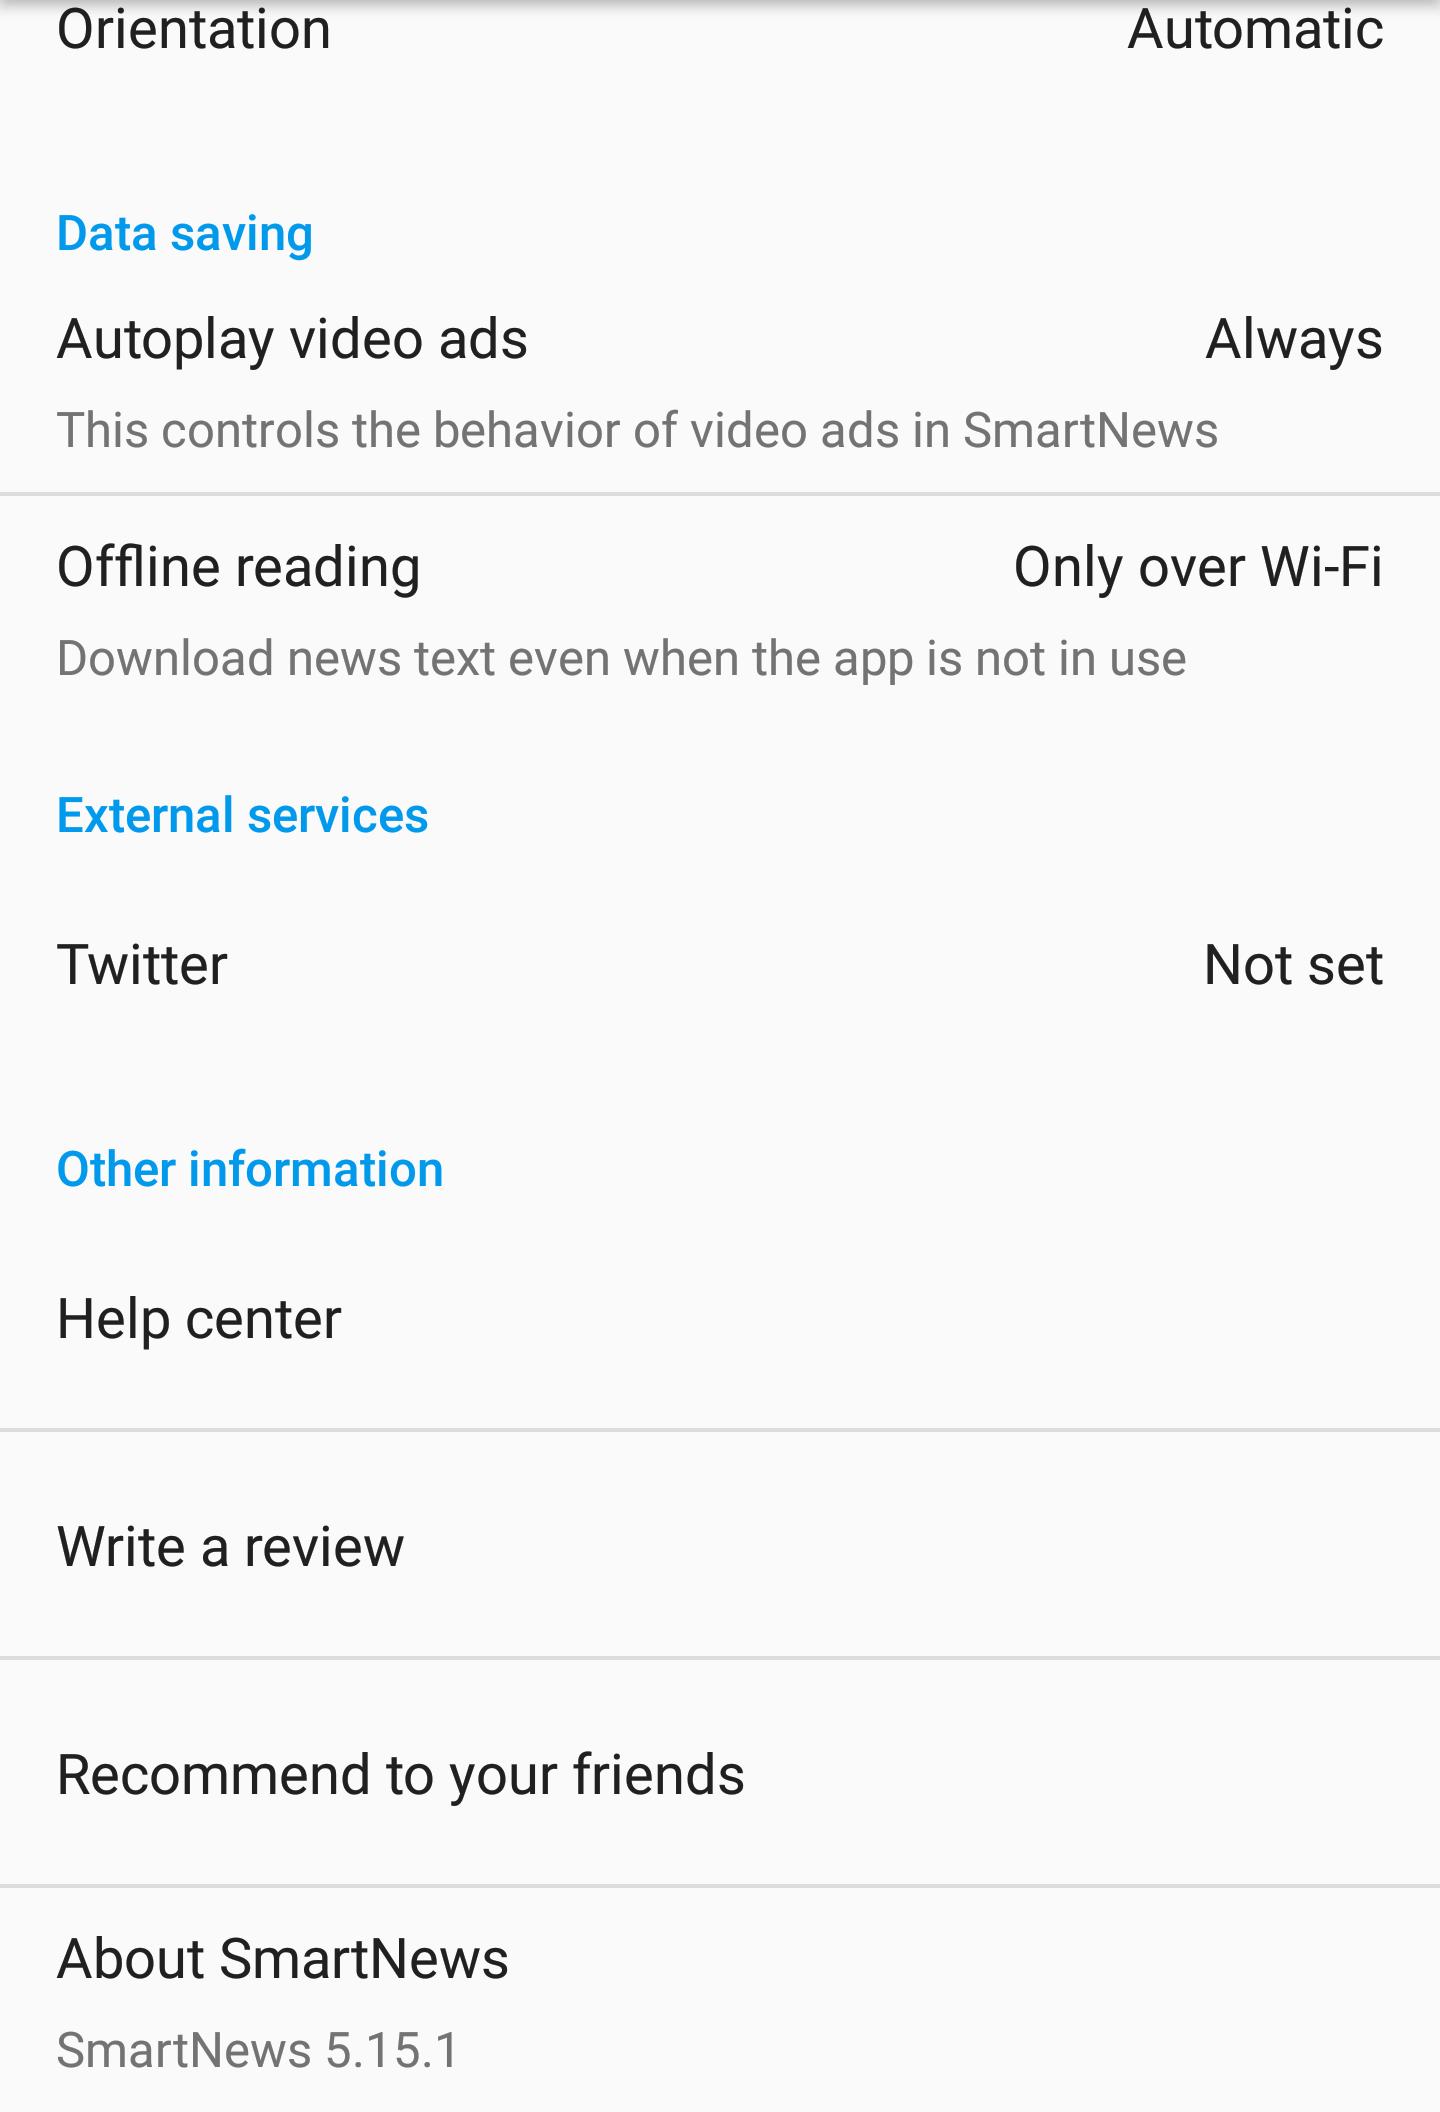 Orientation Automatic
Data saving
Autoplay video ads Always
This controls the behavior of video ads in SmartNews
Offline reading Only over Wi-Fi
Download news text even when the app is not in use
External services
Twitter Not set
Other information
Help center
Write a review
Recommend to your friends
About SmartNews
SmartNews 5.15.1